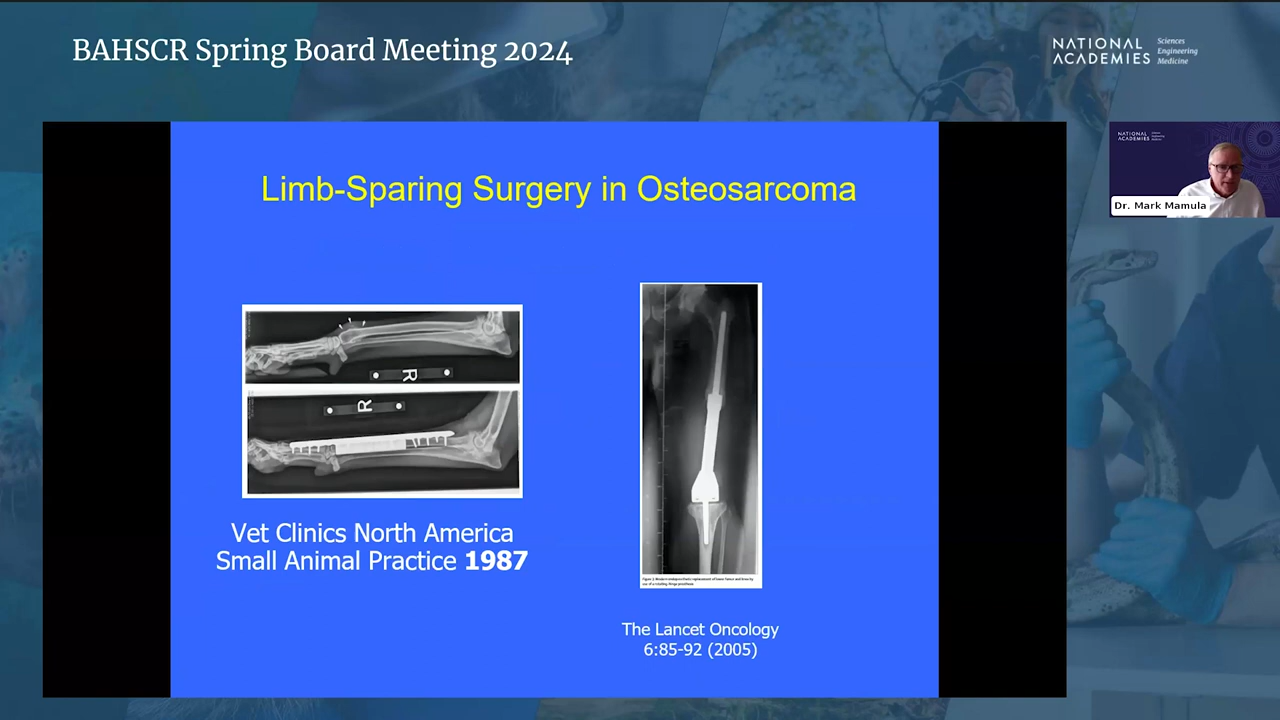 BAHSCR Spring Board Meeting 2024
NATIONAL
ACADEMIES
Sciences
Engineering
Medicine
Limb-Sparing Surgery in Osteosarcoma
R
R
Vet Clinics North America
Small Animal Practice 1987
The Lancet Oncology
6:85-92 (2005)
NATIONAL
ACADEMIES
Dr. Mark Mamula